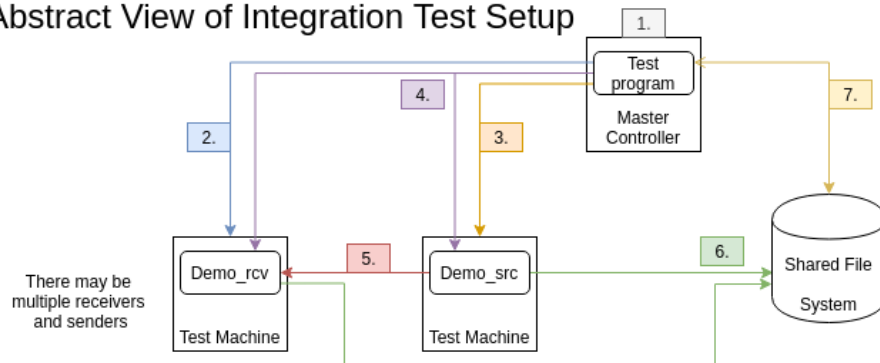 Abstract View of Integration Test Setup
1.
Test
program
Master
Controller
7.
4.
2.
3.
5.
6.
Demo_rcv
Test Machine
Demo_src
Test Machine
Shared File
System
There may be
multiple receivers
and senders